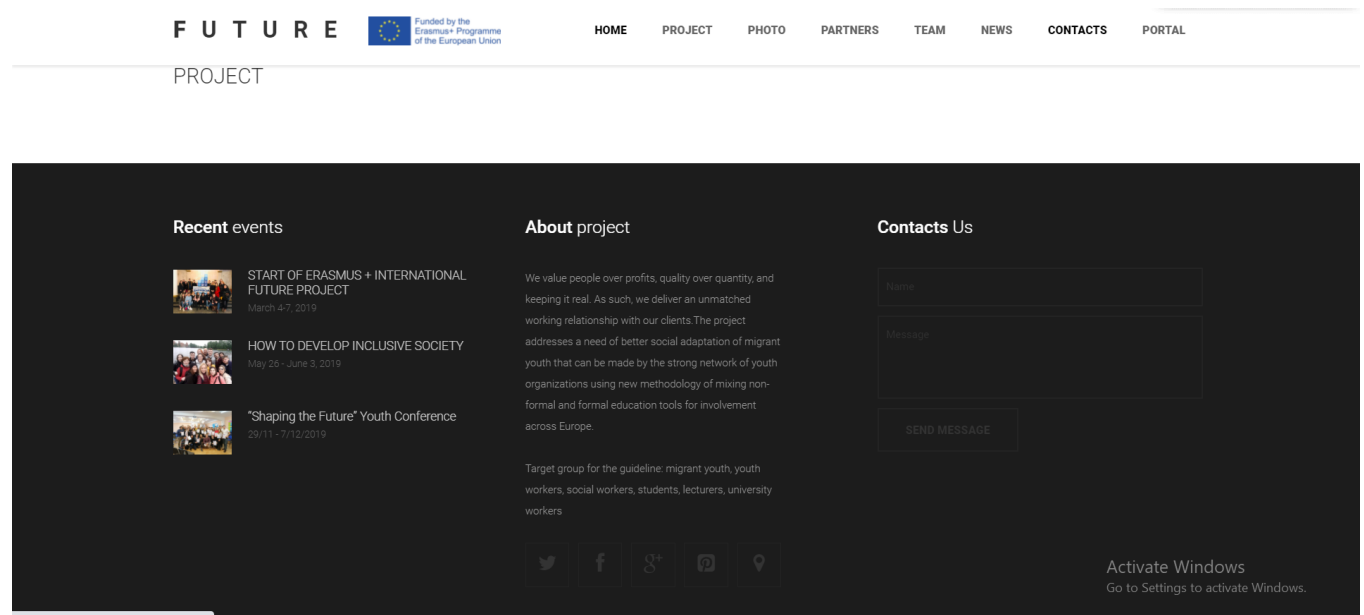 FUTURE
Funded by the
Erasmus+ Programme
of the European Union
HOME PROJECT PHOTO PARTNERS TEAM NEWS CONTACTS PORTAL
PROJECT
Recent events
START OF ERASMUS + INTERNATIONAL
FUTURE PROJECT
March 4-7, 2019
HOW TO DEVELOP INCLUSIVE SOCIETY
May 26 - June 3, 2019
“Shaping the Future” Youth Conference
29/11 - 7/12/2019
About project
We value people over profits, quality over quantity, and
keeping it real. As such, we deliver an unmatched
working relationship with our clients.The project
addresses a need of better social adaptation of migrant
youth that can be made by the strong network of youth
organizations using new methodology of mixing non-
formal and formal education tools for involvement
across Europe.
Target group for the guideline: migrant youth, youth
workers, social workers, students, lecturers, university
workers
Contacts Us
Name
Message
SEND MESSAGE
Activate Windows
Go to Settings to activate Windows.